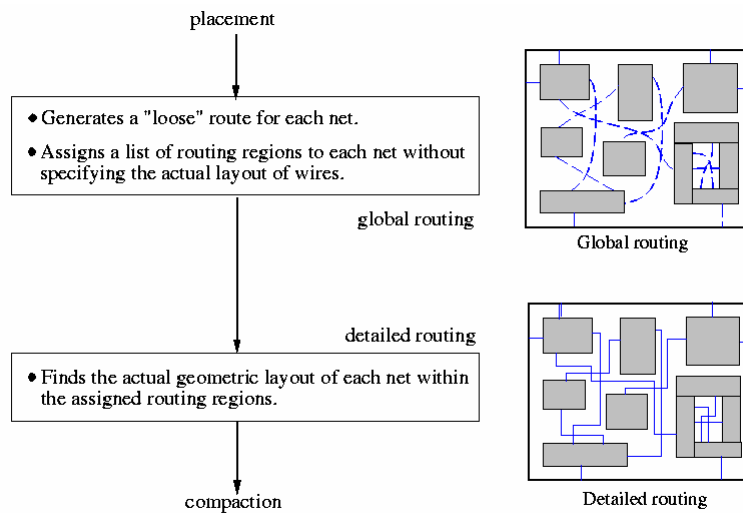 placement
● Generates a "loose" route for each net.
● Assigns a list of routing regions to each net without
specifying the actual layout of wires.
global routing
Global routing
detailed routing
● Finds the actual geometric layout of each net within
the assigned routing regions.
compaction
Detailed routing